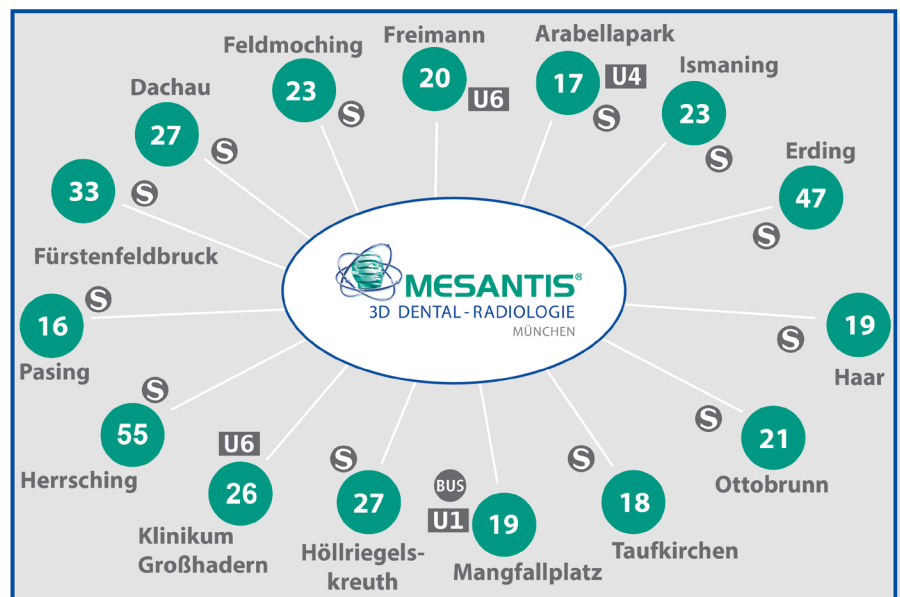 Feldmoching
23
S
Freimann
20
U6
Arabellapark
17
U4
S
Ismaning
23
S
Erding
47
S
Dachau
27
S
33
S
Fürstenfeldbruck
MESANTIS®
3D DENTAL-RADIOLOGIE
MÜNCHEN
S
16
Pasing
19
S
Haar
S
55
Herrsching
U6
26
Klinikum
Großhadern
S
27
Höllriegels-
kreuth
BUS
U1
19
Mangfallplatz
S
18
Taufkirchen
S
21
Ottobrunn